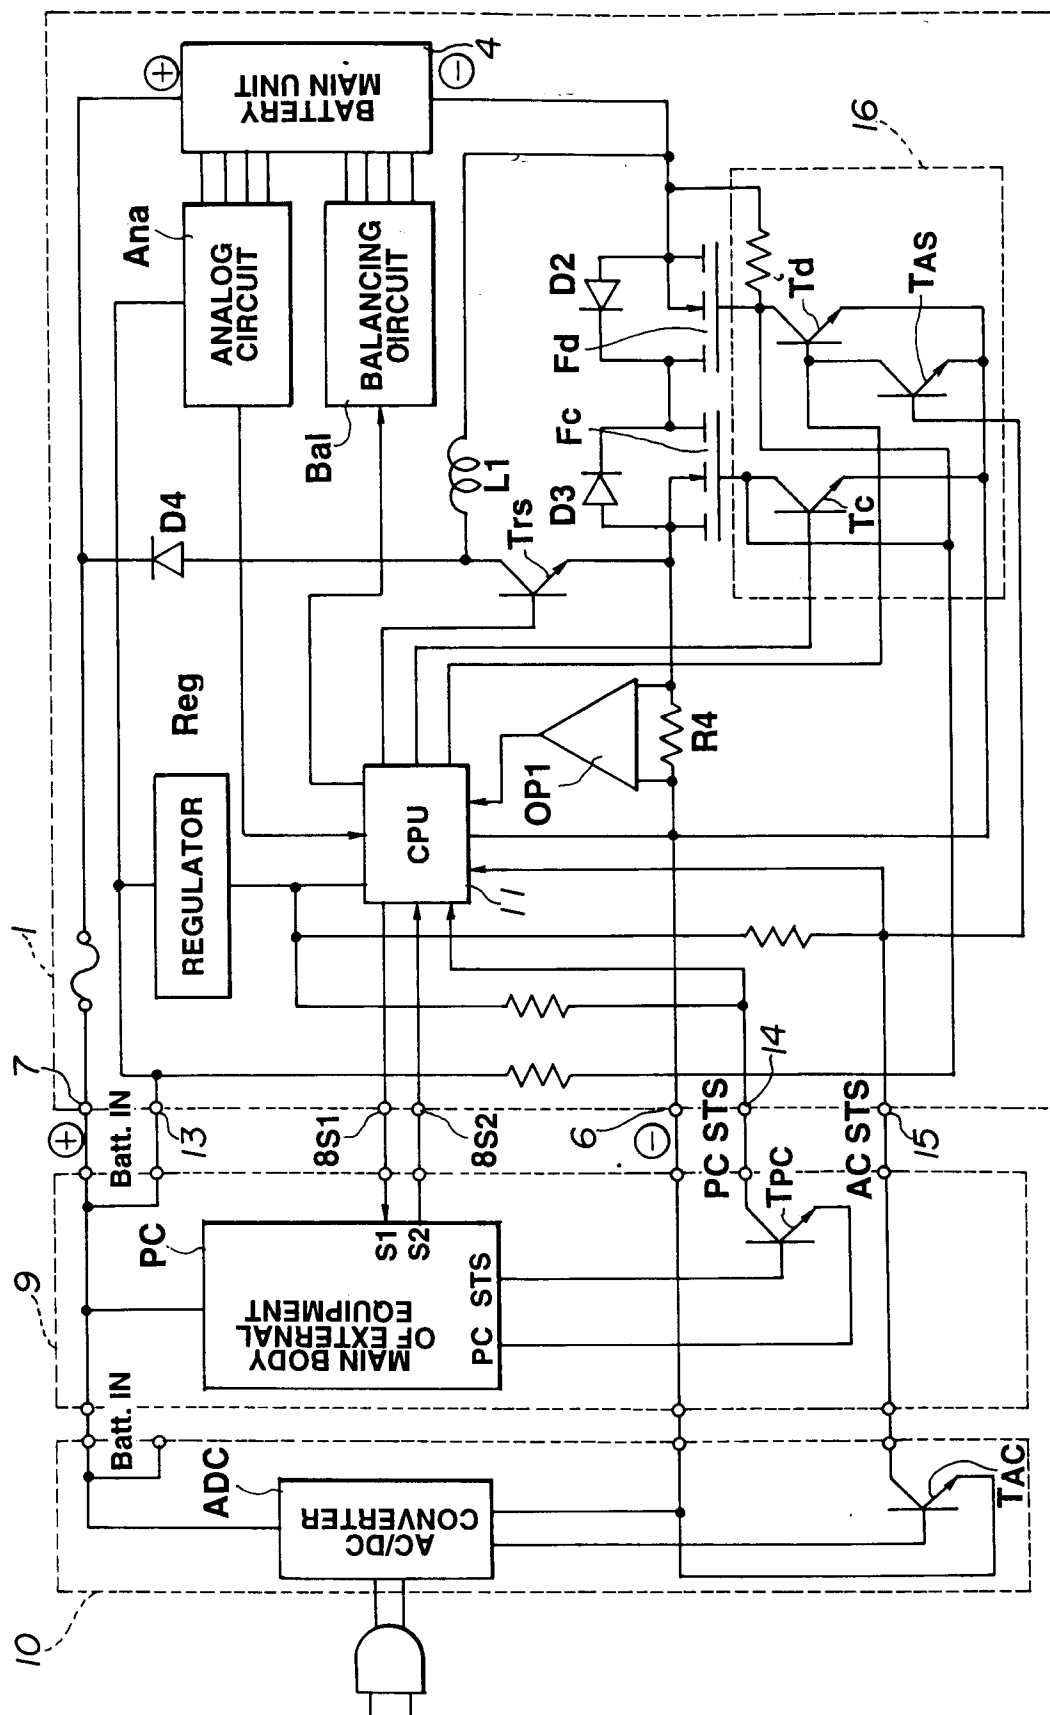 10
9
1
ADC
AC/DC
CONVERTER
TAC
Batt. IN
PC
MAIN BODY
OF EXTERNAL
EQUIPMENT
S1
S2
PC STS
TPC
Batt. IN
+
7
13
8S1
8S2
6
−
PC STS
14
AC STS
15
REGULATOR
Reg
CPU
11
OP1
R4
D4
Trs
L1
Ana
ANALOG
CIRCUIT
Bal
BALANCING
OIRCUIT
BATTERY
MAIN UNIT
+
−
4
D3
Fc
D2
Fd
Tc
Td
TAS
16